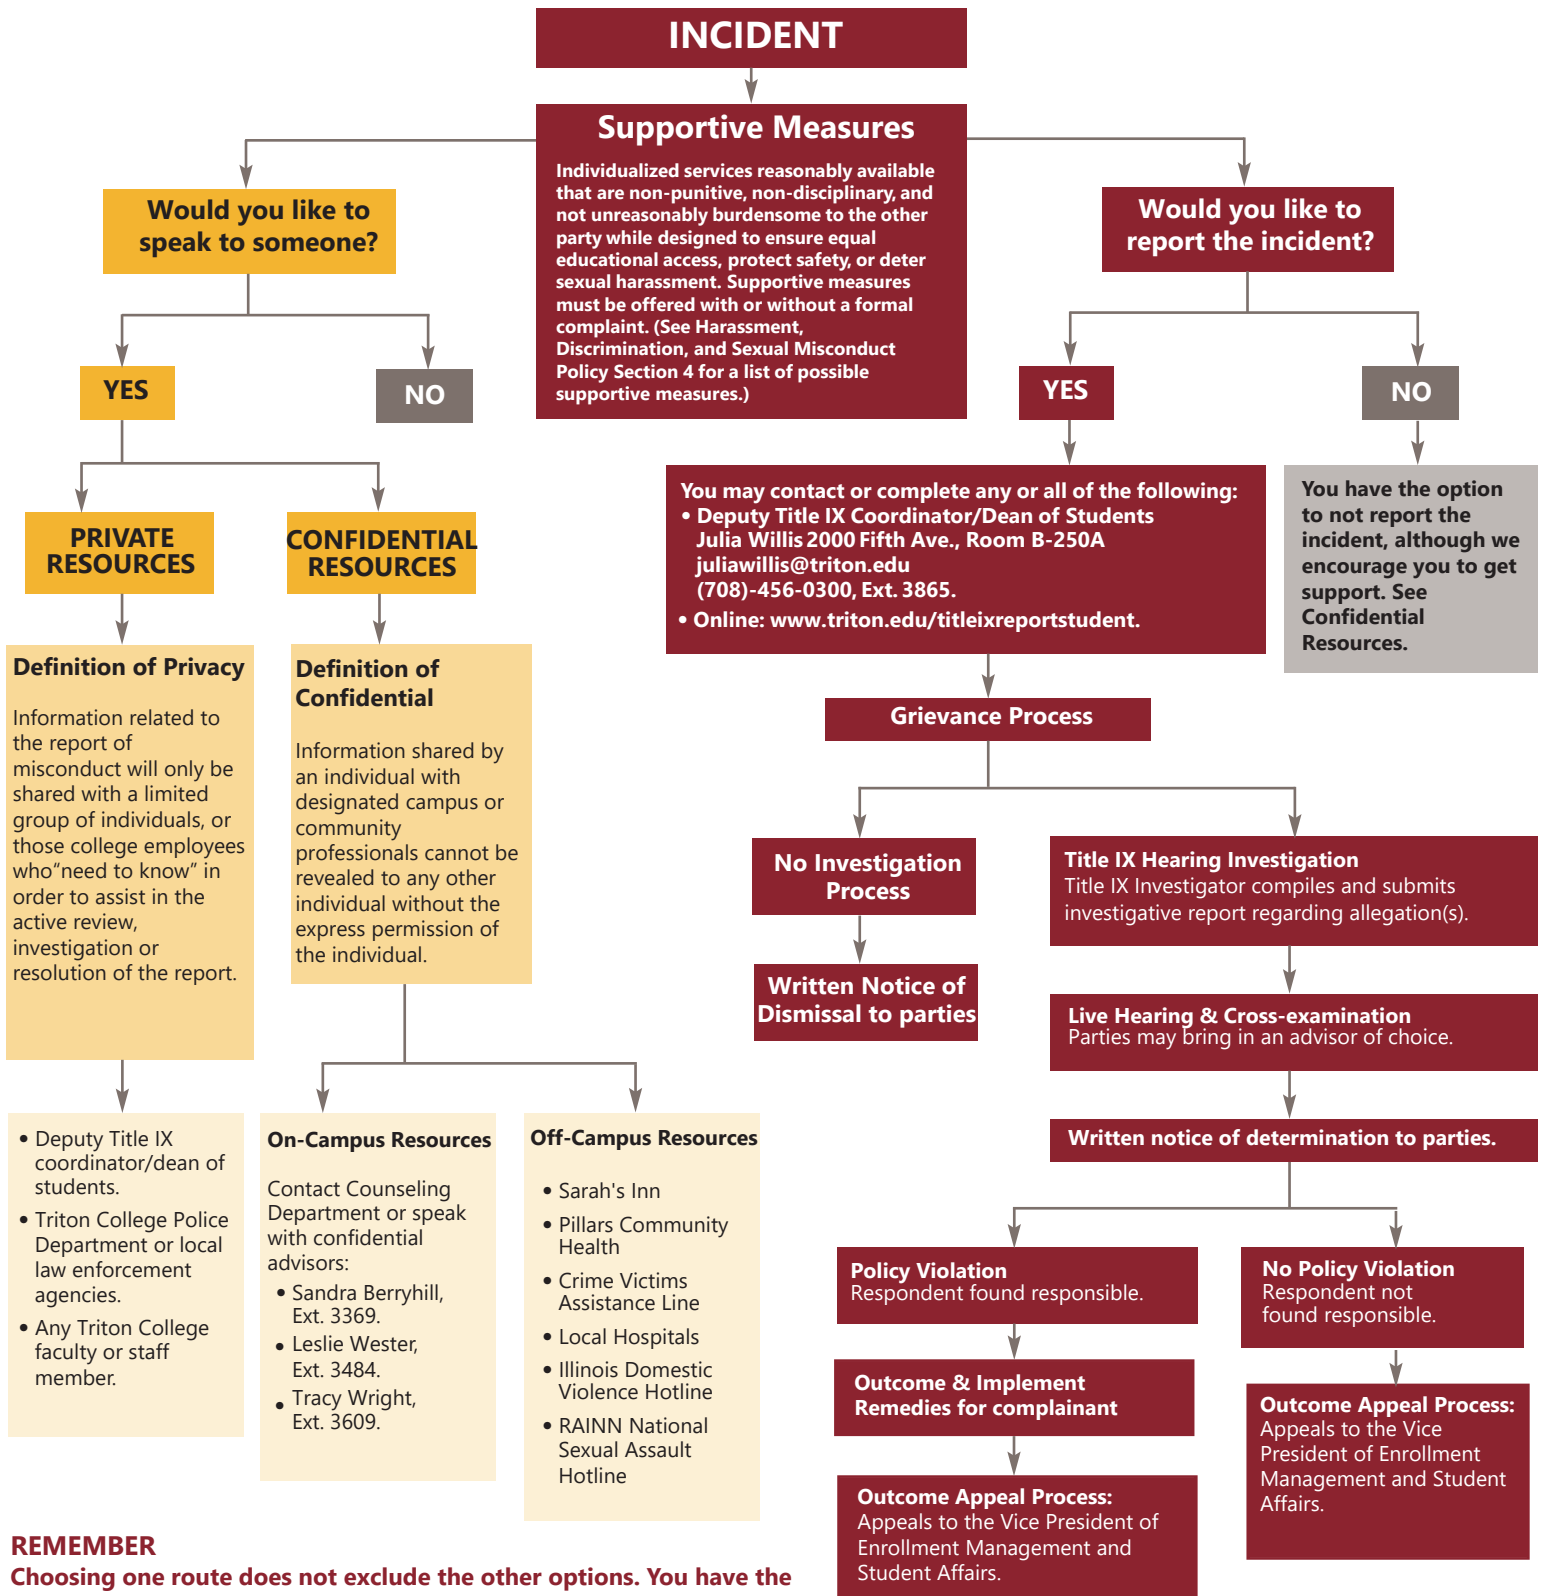 INCIDENT
Supportive Measures
Individualized services reasonably available
that are non-punitive, non-disciplinary, and
not unreasonably burdensome to the other
party while designed to ensure equal
educational access, protect safety, or deter
sexual harassment. Supportive measures
must be offered with or without a formal
complaint. (See Harassment,
Discrimination, and Sexual Misconduct
Policy Section 4 for a list of possible
supportive measures.)
Would you like to
speak to someone?
YES
NO
PRIVATE
RESOURCES
CONFIDENTIAL
RESOURCES
Definition of Privacy
Information related to
the report of
misconduct will only be
shared with a limited
group of individuals, or
those college employees
who“need to know” in
order to assist in the
active review,
investigation or
resolution of the report.
Definition of
Confidential
Information shared by
an individual with
designated campus or
community
professionals cannot be
revealed to any other
individual without the
express permission of
the individual.
• Deputy Title IX
coordinator/dean of
students.
• Triton College Police
Department or local
law enforcement
agencies.
• Any Triton College
faculty or staff
member.
On-Campus Resources
Contact Counseling
Department or speak
with confidential
advisors:
• Sandra Berryhill,
Ext. 3369.
• Leslie Wester,
Ext. 3484.
• Tracy Wright,
Ext. 3609.
Off-Campus Resources
• Sarah's Inn
• Pillars Community
Health
• Crime Victims
Assistance Line
• Local Hospitals
• Illinois Domestic
Violence Hotline
• RAINN National
Sexual Assault
Hotline
Would you like to
report the incident?
YES
NO
You may contact or complete any or all of the following:
• Deputy Title IX Coordinator/Dean of Students
Julia Willis 2000 Fifth Ave., Room B-250A
juliawillis@triton.edu
(708)-456-0300, Ext. 3865.
• Online: www.triton.edu/titleixreportstudent.
You have the option
to not report the
incident, although we
encourage you to get
support. See
Confidential
Resources.
Grievance Process
No Investigation
Process
Written Notice of
Dismissal to parties
Title IX Hearing Investigation
Title IX Investigator compiles and submits
investigative report regarding allegation(s).
Live Hearing & Cross-examination
Parties may bring in an advisor of choice.
Written notice of determination to parties.
Policy Violation
Respondent found responsible.
Outcome & Implement
Remedies for complainant
Outcome Appeal Process:
Appeals to the Vice President of
Enrollment Management and
Student Affairs.
No Policy Violation
Respondent not
found responsible.
Outcome Appeal Process:
Appeals to the Vice
President of Enrollment
Management and Student
Affairs.
REMEMBER
Choosing one route does not exclude the other options. You have the